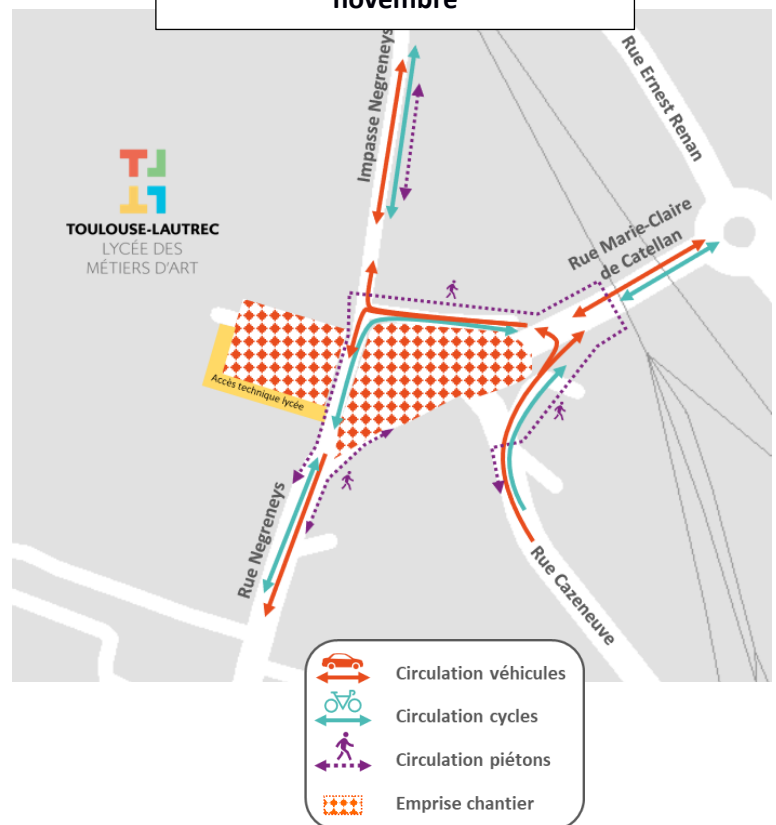 novembre
Impasse Negreneys
Rue Ernest Renan
TOULOUSE-LAUTREC
LYCÉE DES
MÉTIERS D'ART
Rue Marie-Claire
de Catellan
Accès technique lycée
Rue Negreneys
Rue Cazeneuve
Circulation véhicules
Circulation cycles
Circulation piétons
Emprise chantier